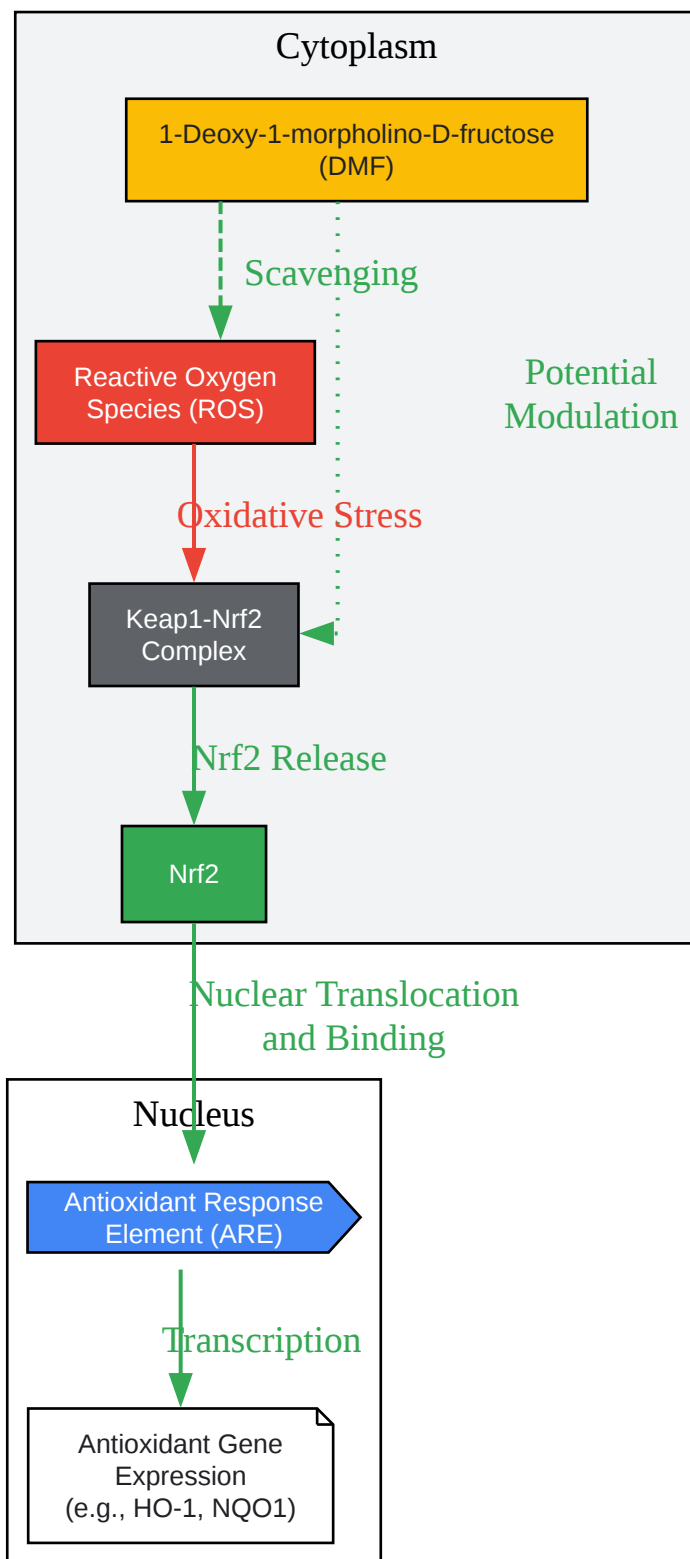 Cytoplasm
1-Deoxy-1-morpholino-D-fructose
(DMF)
Scavenging
Reactive Oxygen
Species (ROS)
Potential
Modulation
Oxidative Stress
Keap1-Nrf2
Complex
Nrf2 Release
Nrf2
Nuclear Translocation
and Binding
Nucleus
Antioxidant Response
Element (ARE)
Transcription
Antioxidant Gene
Expression
(e.g., HO-1, NQO1)